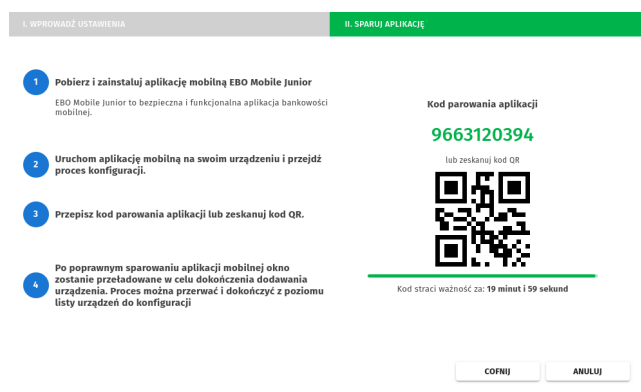 I. WPROWADŹ USTAWIENIA
II. SPARUJ APLIKACJĘ
1
Pobierz i zainstaluj aplikację mobilną EBO Mobile Junior
EBO Mobile Junior to bezpieczna i funkcjonalna aplikacja bankowości
mobilnej.
2
Uruchom aplikację mobilną na swoim urządzeniu i przejdź
proces konfiguracji.
3
Przepisz kod parowania aplikacji lub zeskanuj kod QR.
4
Po poprawnym sparowaniu aplikacji mobilnej okno
zostanie przeładowane w celu dokończenia dodawania
urządzenia. Proces można przerwać i dokończyć z poziomu
listy urządzeń do konfiguracji
Kod parowania aplikacji
9663120394
lub zeskanuj kod QR
Kod straci ważność za: 19 minut i 59 sekund
COFNIJ
ANULUJ